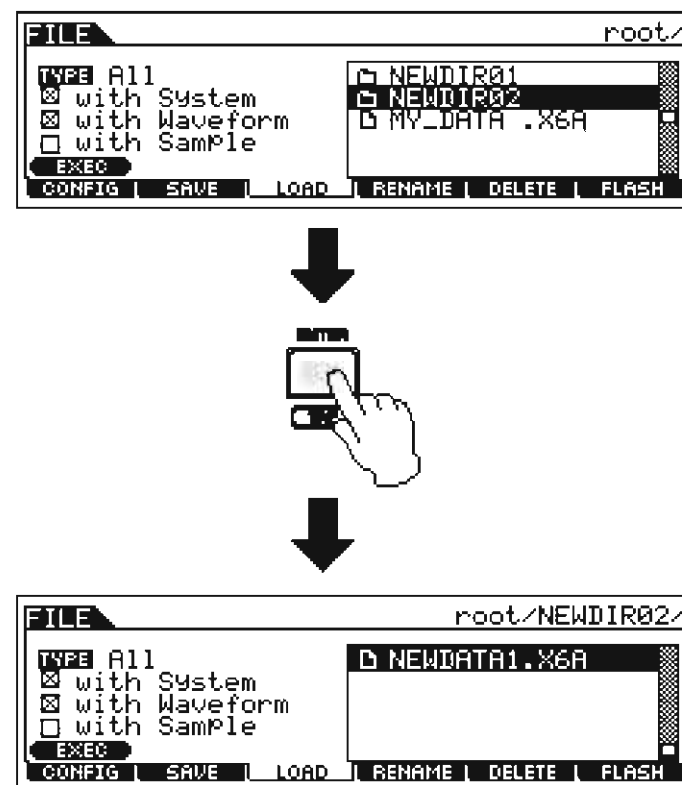 FILE root/
TYPE All
with System
with Waveform
with Sample
EXEC
NEWDIR01
NEWDIR02
MY_DATA .X6A
CONFIG SAVE LOAD RENAME DELETE FLASH
ENTER
FILE root/NEWDIR02/
TYPE All
with System
with Waveform
with Sample
EXEC
NEWDATA1.X6A
CONFIG SAVE LOAD RENAME DELETE FLASH